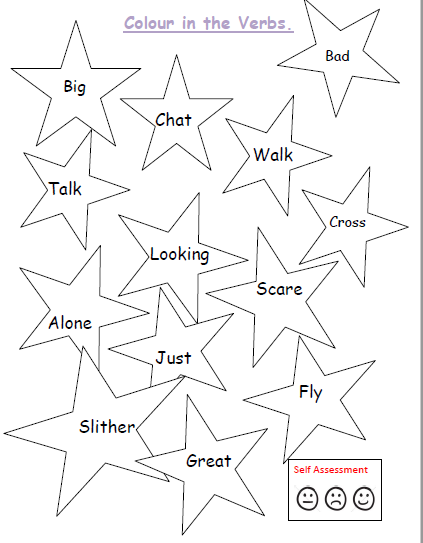 Colour in the Verbs.
Bad
Big
Chat
Walk
Talk
Cross
Looking
Scare
Alone
Just
Fly
Slither
Great
Self Assessment